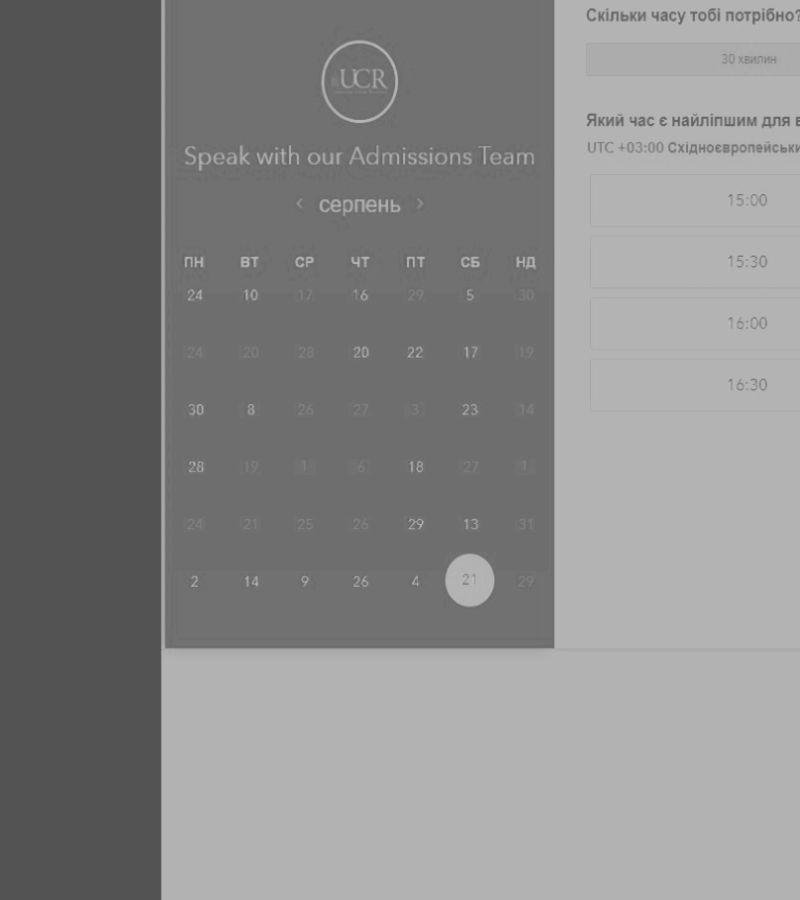 Скільки часу тобі потрібно?
30 хвилин
UCR
Speak with our Admissions Team
‹ серпень ›
ПН ВТ СР ЧТ ПТ СБ НД
24 10 17 16 29 5 30
24 20 28 20 22 17 19
30 8 26 27 3 23 14
28 19 1 6 18 27 1
24 21 25 26 29 13 31
2 14 9 26 4 21 29
Який час є найліпшим для
UTC +03:00 Східноєвропейськи
15:00
15:30
16:00
16:30